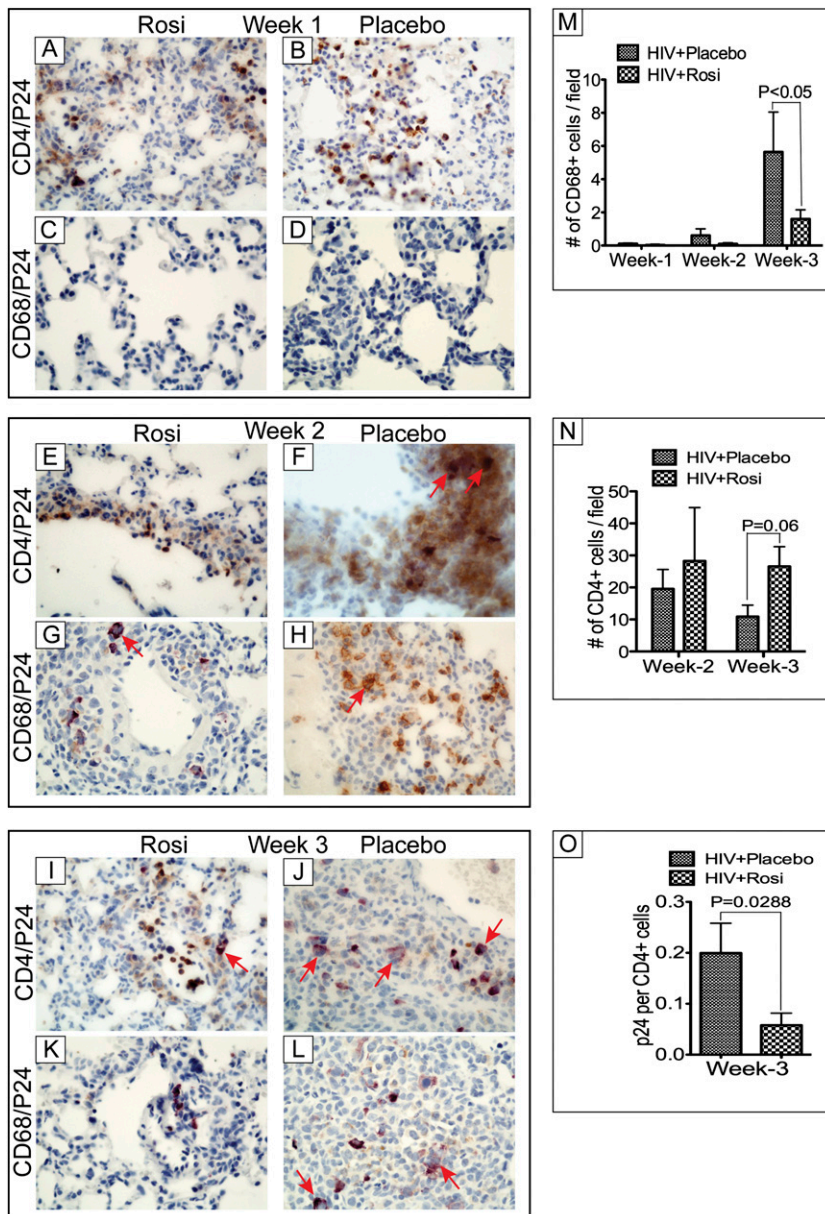 Rosi Week 1 Placebo
A
B
CD4/P24
C
D
CD68/P24
Rosi Week 2 Placebo
E
F
CD4/P24
G
H
CD68/P24
Rosi Week 3 Placebo
I
J
CD4/P24
K
L
CD68/P24
M
HIV+Placebo
HIV+Rosi
P<0.05
# of CD68+ cells / field
10
8
6
4
2
0
Week-1 Week-2 Week-3
N
HIV+Placebo
HIV+Rosi
P=0.06
# of CD4+ cells / field
50
40
30
20
10
0
Week-2 Week-3
O
HIV+Placebo
HIV+Rosi
P=0.0288
p24 per CD4+ cells
0.3
0.2
0.1
0.0
Week-3